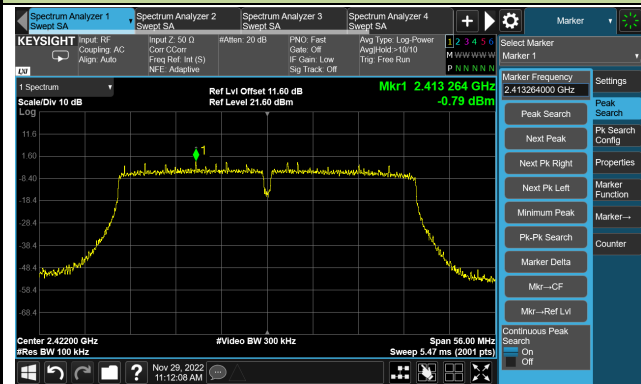 Spectrum Analyzer 1
Swept SA
Spectrum Analyzer 2
Swept SA
Spectrum Analyzer 3
Swept SA
Spectrum Analyzer 4
Swept SA
Marker
KEYSIGHT
LXI
Input: RF
Coupling: AC
Align: Auto
Input Z: 50 Ω
Corr CCorr
Freq Ref: Int (S)
NFE: Adaptive
#Atten: 20 dB
PNO: Fast
Gate: Off
IF Gain: Low
Sig Track: Off
Avg Type: Log-Power
Avg|Hold:>10/10
Trig: Free Run
1 2 3 4 5 6
M W W W W W
P N N N N N
Select Marker
Marker 1
1 Spectrum
Scale/Div 10 dB
Log
Ref Lvl Offset 11.60 dB
Ref Level 21.60 dBm
Mkr1 2.413 264 GHz
-0.79 dBm
11.6
1.60
-8.40
-18.4
-28.4
-38.4
-48.4
-58.4
-68.4
1
Center 2.42200 GHz
#Res BW 100 kHz
#Video BW 300 kHz
Span 56.00 MHz
Sweep 5.47 ms (2001 pts)
Marker Frequency
2.413264000 GHz
Peak Search
Next Peak
Next Pk Right
Next Pk Left
Minimum Peak
Pk-Pk Search
Marker Delta
Mkr→CF
Mkr→Ref Lvl
Continuous Peak
Search
On
Off
Settings
Peak
Search
Pk Search
Config
Properties
Marker
Function
Marker→
Counter
Nov 29, 2022
11:12:08 AM